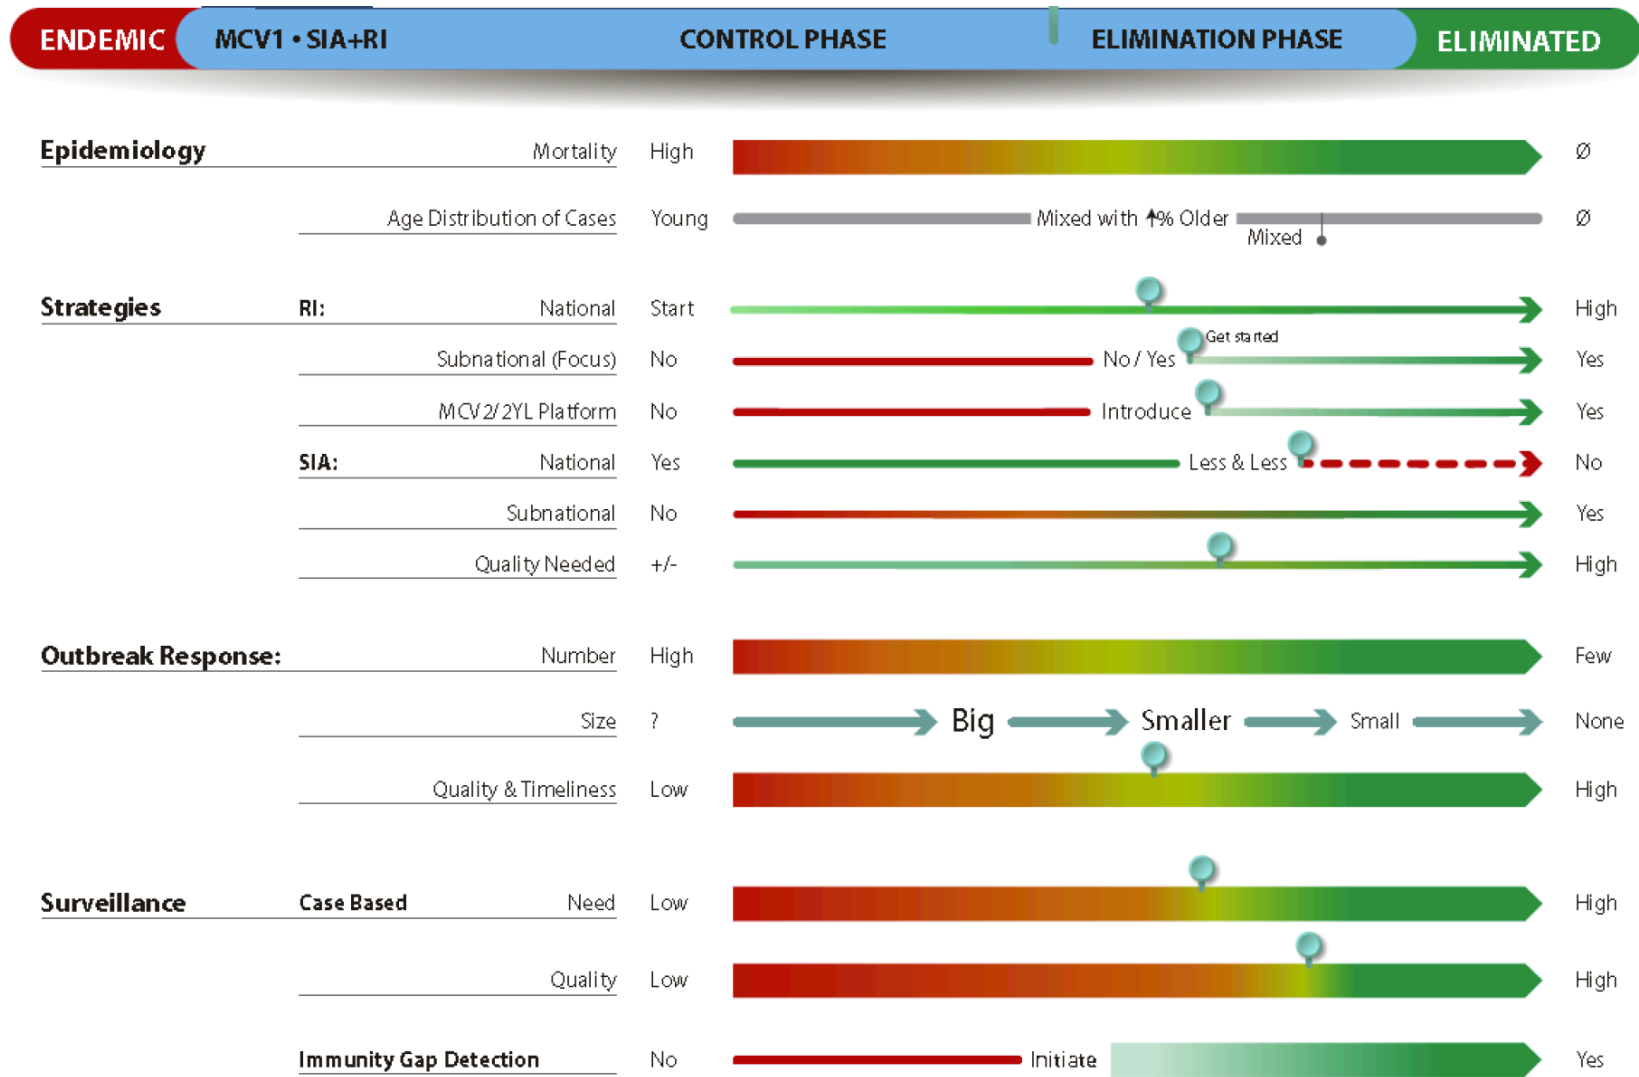 ENDEMIC MCV1 • SIA+RI CONTROL PHASE ELIMINATION PHASE ELIMINATED
Epidemiology Mortality High Ø
Age Distribution of Cases Young Mixed with ↑% Older Ø
Mixed
Strategies RI: National Start High
Get started
Subnational (Focus) No No / Yes Yes
MCV2/2YL Platform No Introduce Yes
SIA: National Yes Less & Less No
Subnational No Yes
Quality Needed +/- High
Outbreak Response: Number High Few
Size ? Big Smaller Small None
Quality & Timeliness Low High
Surveillance Case Based Need Low High
Quality Low High
Immunity Gap Detection No Initiate Yes